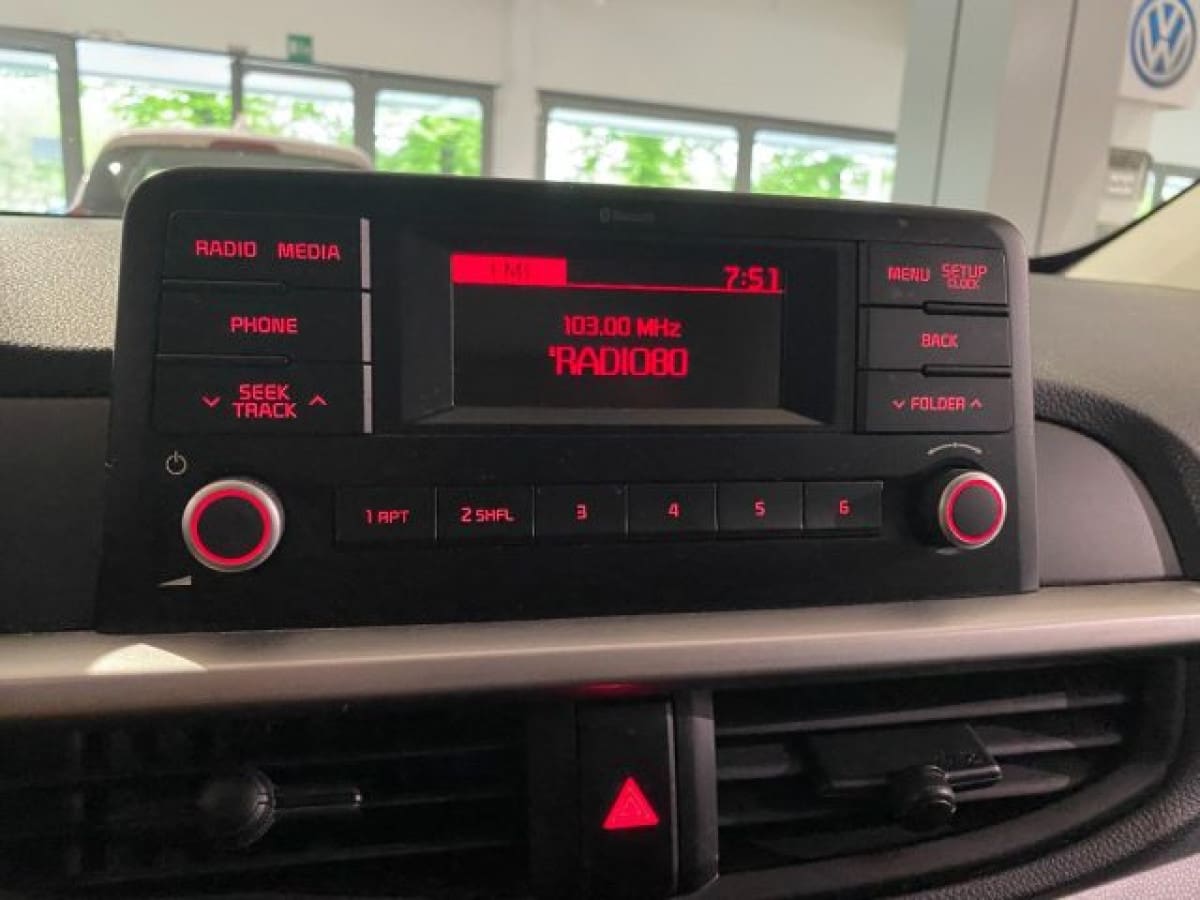 Bluetooth
RADIO MEDIA
PHONE
SEEK
TRACK
FM1 7:51
103.00 MHz
*RADIO80
MENU SETUP
CLOCK
BACK
FOLDER
1 RPT 2 SHFL 3 4 5 6